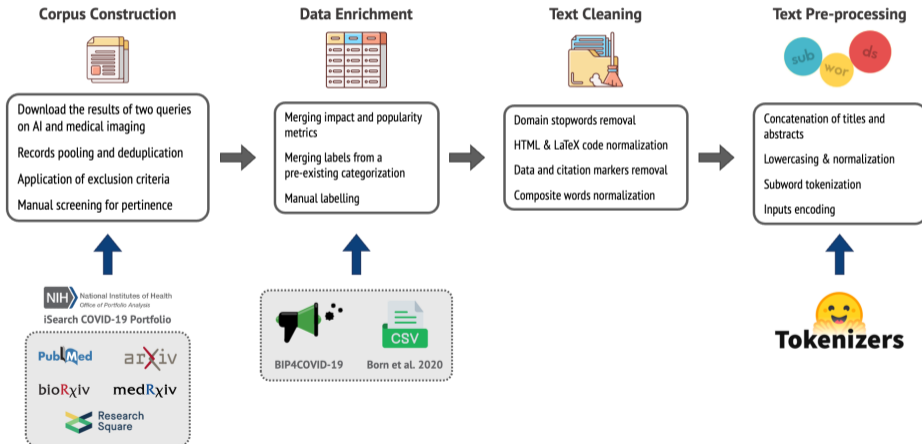 Corpus Construction
Data Enrichment
Text Cleaning
Text Pre-processing
sub
wor
ds
Download the results of two queries
on AI and medical imaging
Records pooling and deduplication
Application of exclusion criteria
Manual screening for pertinence
Merging impact and popularity
metrics
Merging labels from a
pre-existing categorization
Manual labelling
Domain stopwords removal
HTML & LaTeX code normalization
Data and citation markers removal
Composite words normalization
Concatenation of titles and
abstracts
Lowercasing & normalization
Subword tokenization
Inputs encoding
NIH National Institutes of Health
Office of Portfolio Analysis
iSearch COVID-19 Portfolio
PubMed
arXiv
bioRxiv
medRxiv
Research
Square
CSV
BIP4COVID-19
Born et al. 2020
Tokenizers